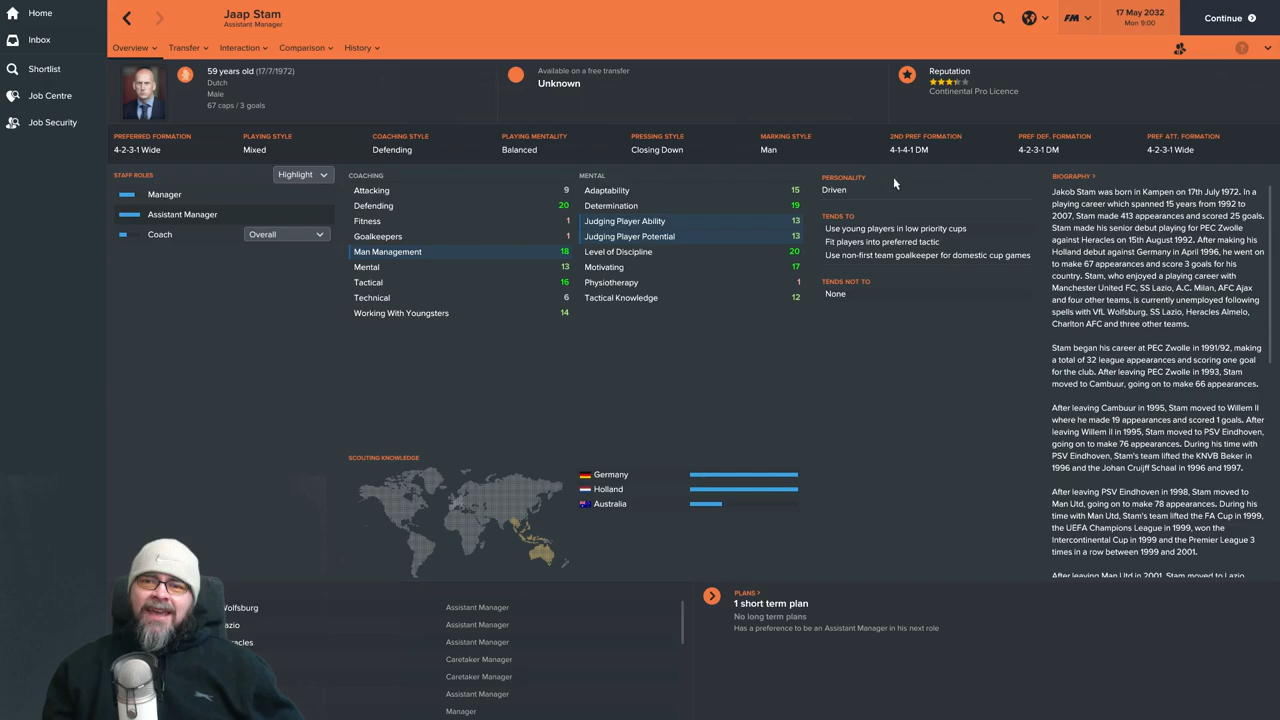 Home
Inbox
Shortlist
Job Centre
Job Security
Jaap Stam
Assistant Manager
FM
17 May 2032
Mon 9:00
Continue
Overview
Transfer
Interaction
Comparison
History
?
59 years old (17/7/1972)
Dutch
Male
67 caps / 3 goals
Available on a free transfer
Unknown
Reputation
Continental Pro Licence
PREFERRED FORMATION
4-2-3-1 Wide
PLAYING STYLE
Mixed
COACHING STYLE
Defending
PLAYING MENTALITY
Balanced
PRESSING STYLE
Closing Down
MARKING STYLE
Man
2ND PREF FORMATION
4-1-4-1 DM
PREF DEF. FORMATION
4-2-3-1 DM
PREF ATT. FORMATION
4-2-3-1 Wide
STAFF ROLES
Highlight
Manager
Assistant Manager
Coach
Overall
COACHING
Attacking 9
Defending 20
Fitness 1
Goalkeepers 1
Man Management 18
Mental 13
Tactical 16
Technical 6
Working With Youngsters 14
MENTAL
Adaptability 15
Determination 19
Judging Player Ability 13
Judging Player Potential 13
Level of Discipline 20
Motivating 17
Physiotherapy 1
Tactical Knowledge 12
PERSONALITY
Driven
TENDS TO
Use young players in low priority cups
Fit players into preferred tactic
Use non-first team goalkeeper for domestic cup games
TENDS NOT TO
None
BIOGRAPHY >
Jakob Stam was born in Kampen on 17th July 1972. In a
playing career which spanned 15 years from 1992 to
2007, Stam made 413 appearances and scored 25 goals.
Stam made his senior debut playing for PEC Zwolle
against Heracles on 15th August 1992. After making his
Holland debut against Germany in April 1996, he went on
to make 67 appearances and score 3 goals for his
country. Stam, who enjoyed a playing career with
Manchester United FC, SS Lazio, A.C. Milan, AFC Ajax
and four other teams, is currently unemployed following
spells with VfL Wolfsburg, SS Lazio, Heracles Almelo,
Charlton AFC and three other teams.
Stam began his career at PEC Zwolle in 1991/92, making
a total of 32 league appearances and scoring one goal
for the club. After leaving PEC Zwolle in 1993, Stam
moved to Cambuur, going on to make 66 appearances.
After leaving Cambuur in 1995, Stam moved to Willem II
where he made 19 appearances and scored 1 goals. After
leaving Willem II in 1995, Stam moved to PSV Eindhoven,
going on to make 76 appearances. During his time with
PSV Eindhoven, Stam's team lifted the KNVB Beker in
1996 and the Johan Cruijff Schaal in 1996 and 1997.
After leaving PSV Eindhoven in 1998, Stam moved to
Man Utd, going on to make 78 appearances. During his
time with Man Utd, Stam's team lifted the FA Cup in 1999,
the UEFA Champions League in 1999, won the
Intercontinental Cup in 1999 and the Premier League 3
times in a row between 1999 and 2001.
After leaving Man Utd in 2001, Stam moved to Lazio
SCOUTING KNOWLEDGE
Germany
Holland
Australia
Wolfsburg Assistant Manager
azio Assistant Manager
racles Assistant Manager
Caretaker Manager
Caretaker Manager
Assistant Manager
Manager
PLANS >
1 short term plan
No long term plans
Has a preference to be an Assistant Manager in his next role